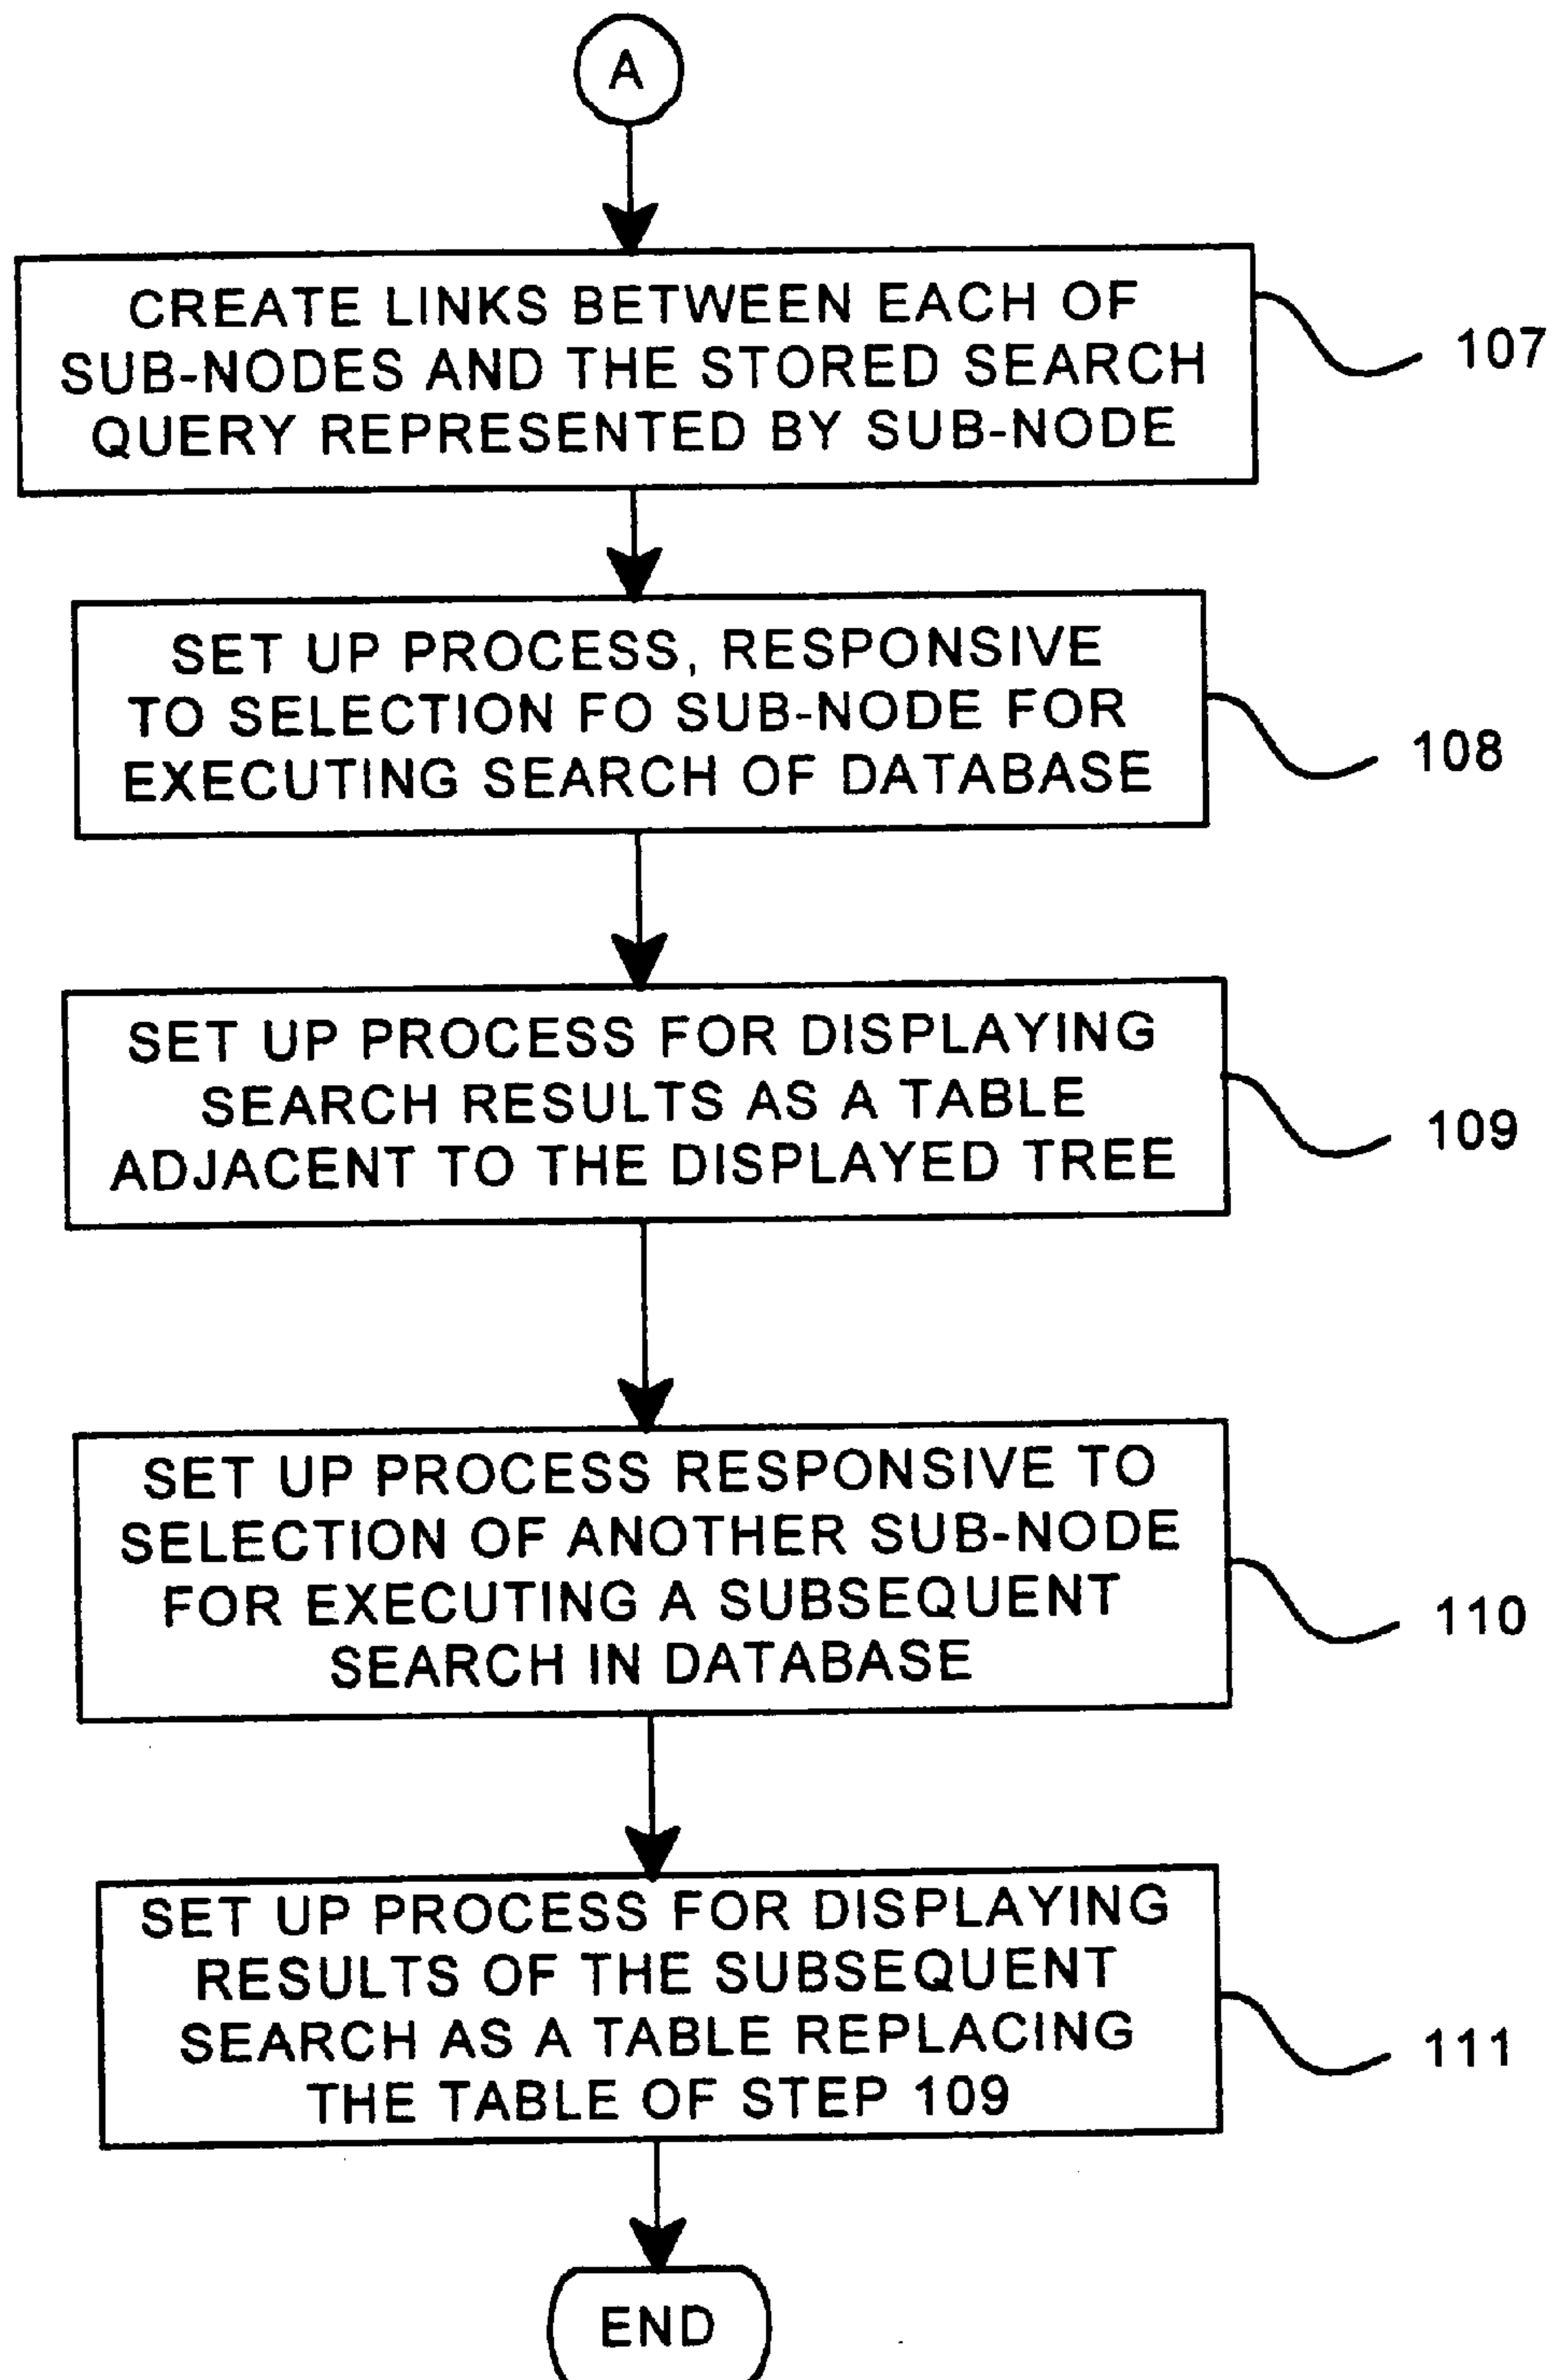 A
CREATE LINKS BETWEEN EACH OF
SUB-NODES AND THE STORED SEARCH
QUERY REPRESENTED BY SUB-NODE
107
SET UP PROCESS, RESPONSIVE
TO SELECTION FO SUB-NODE FOR
EXECUTING SEARCH OF DATABASE
108
SET UP PROCESS FOR DISPLAYING
SEARCH RESULTS AS A TABLE
ADJACENT TO THE DISPLAYED TREE
109
SET UP PROCESS RESPONSIVE TO
SELECTION OF ANOTHER SUB-NODE
FOR EXECUTING A SUBSEQUENT
SEARCH IN DATABASE
110
SET UP PROCESS FOR DISPLAYING
RESULTS OF THE SUBSEQUENT
SEARCH AS A TABLE REPLACING
THE TABLE OF STEP 109
111
END